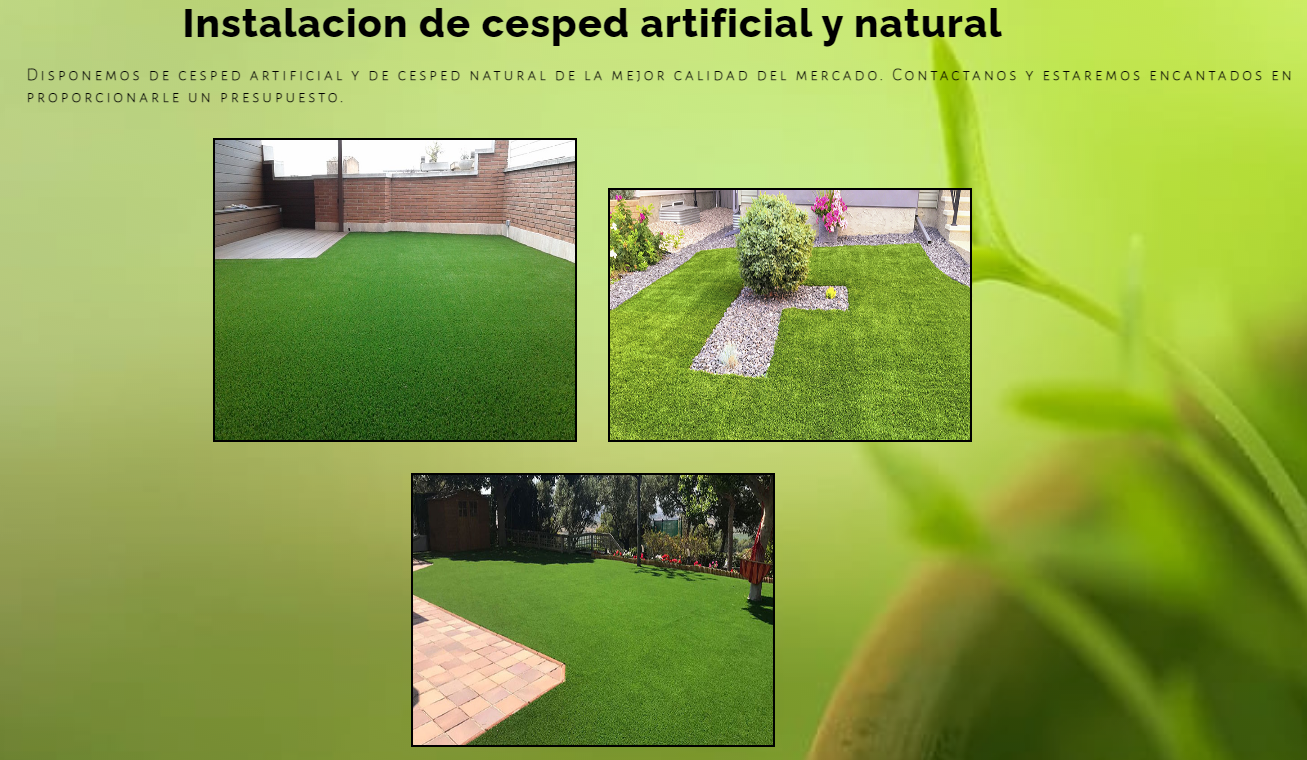 Instalacion de cesped artificial y natural
Disponemos de cesped artificial y de cesped natural de la mejor calidad del mercado. Contactanos y estaremos encantados en
proporcionarle un presupuesto.